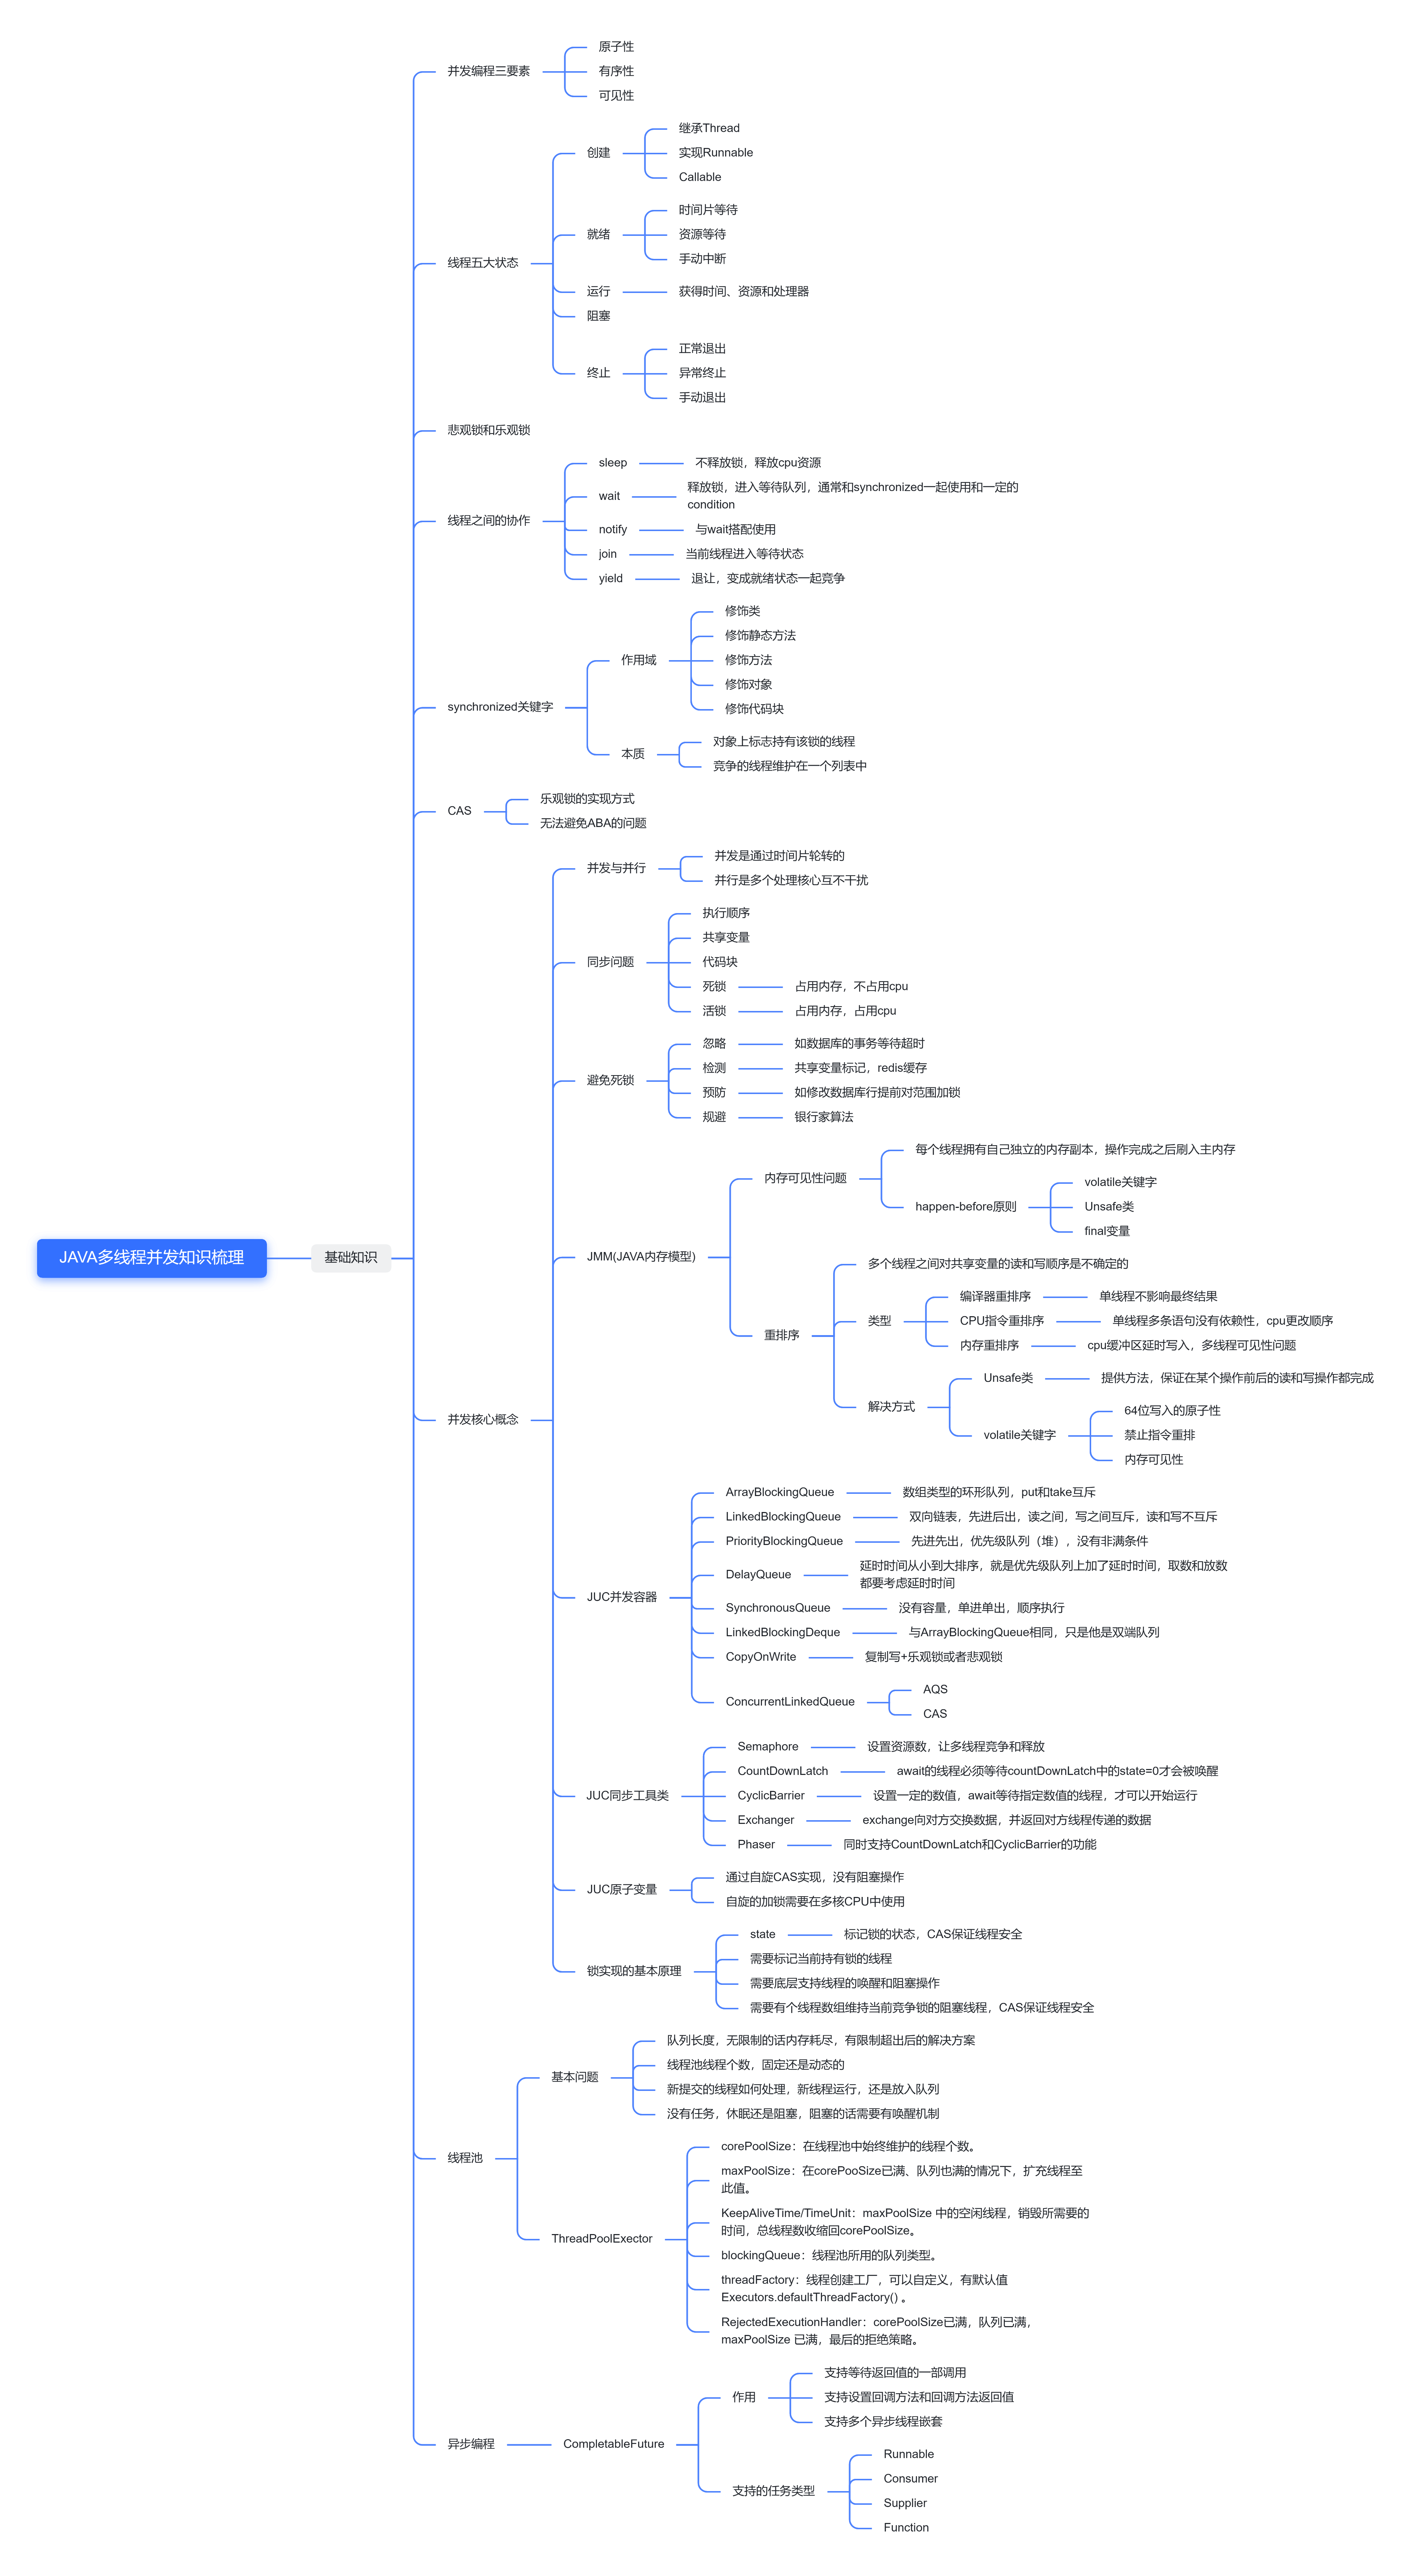 JAVA多线程并发知识梳理
基础知识
并发编程三要素
原子性
有序性
可见性
线程五大状态
创建
继承Thread
实现Runnable
Callable
就绪
时间片等待
资源等待
手动中断
运行
获得时间、资源和处理器
阻塞
终止
正常退出
异常终止
手动退出
悲观锁和乐观锁
线程之间的协作
sleep
不释放锁，释放cpu资源
wait
释放锁，进入等待队列，通常和synchronized一起使用和一定的
condition
notify
与wait搭配使用
join
当前线程进入等待状态
yield
退让，变成就绪状态一起竞争
synchronized关键字
作用域
修饰类
修饰静态方法
修饰方法
修饰对象
修饰代码块
本质
对象上标志持有该锁的线程
竞争的线程维护在一个列表中
CAS
乐观锁的实现方式
无法避免ABA的问题
并发核心概念
并发与并行
并发是通过时间片轮转的
并行是多个处理核心互不干扰
同步问题
执行顺序
共享变量
代码块
死锁
占用内存，不占用cpu
活锁
占用内存，占用cpu
避免死锁
忽略
如数据库的事务等待超时
检测
共享变量标记，redis缓存
预防
如修改数据库行提前对范围加锁
规避
银行家算法
JMM(JAVA内存模型)
内存可见性问题
每个线程拥有自己独立的内存副本，操作完成之后刷入主内存
happen-before原则
volatile关键字
Unsafe类
final变量
重排序
多个线程之间对共享变量的读和写顺序是不确定的
类型
编译器重排序
单线程不影响最终结果
CPU指令重排序
单线程多条语句没有依赖性，cpu更改顺序
内存重排序
cpu缓冲区延时写入，多线程可见性问题
解决方式
Unsafe类
提供方法，保证在某个操作前后的读和写操作都完成
volatile关键字
64位写入的原子性
禁止指令重排
内存可见性
JUC并发容器
ArrayBlockingQueue
数组类型的环形队列，put和take互斥
LinkedBlockingQueue
双向链表，先进后出，读之间，写之间互斥，读和写不互斥
PriorityBlockingQueue
先进先出，优先级队列（堆），没有非满条件
DelayQueue
延时时间从小到大排序，就是优先级队列上加了延时时间，取数和放数
都要考虑延时时间
SynchronousQueue
没有容量，单进单出，顺序执行
LinkedBlockingDeque
与ArrayBlockingQueue相同，只是他是双端队列
CopyOnWrite
复制写+乐观锁或者悲观锁
ConcurrentLinkedQueue
AQS
CAS
JUC同步工具类
Semaphore
设置资源数，让多线程竞争和释放
CountDownLatch
await的线程必须等待countDownLatch中的state=0才会被唤醒
CyclicBarrier
设置一定的数值，await等待指定数值的线程，才可以开始运行
Exchanger
exchange向对方交换数据，并返回对方线程传递的数据
Phaser
同时支持CountDownLatch和CyclicBarrier的功能
JUC原子变量
通过自旋CAS实现，没有阻塞操作
自旋的加锁需要在多核CPU中使用
锁实现的基本原理
state
标记锁的状态，CAS保证线程安全
需要标记当前持有锁的线程
需要底层支持线程的唤醒和阻塞操作
需要有个线程数组维持当前竞争锁的阻塞线程，CAS保证线程安全
线程池
基本问题
队列长度，无限制的话内存耗尽，有限制超出后的解决方案
线程池线程个数，固定还是动态的
新提交的线程如何处理，新线程运行，还是放入队列
没有任务，休眠还是阻塞，阻塞的话需要有唤醒机制
ThreadPoolExector
corePoolSize：在线程池中始终维护的线程个数。
maxPoolSize：在corePooSize已满、队列也满的情况下，扩充线程至
此值。
KeepAliveTime/TimeUnit：maxPoolSize 中的空闲线程，销毁所需要的
时间，总线程数收缩回corePoolSize。
blockingQueue：线程池所用的队列类型。
threadFactory：线程创建工厂，可以自定义，有默认值
Executors.defaultThreadFactory() 。
RejectedExecutionHandler：corePoolSize已满，队列已满，
maxPoolSize 已满，最后的拒绝策略。
异步编程
CompletableFuture
作用
支持等待返回值的一部调用
支持设置回调方法和回调方法返回值
支持多个异步线程嵌套
支持的任务类型
Runnable
Consumer
Supplier
Function